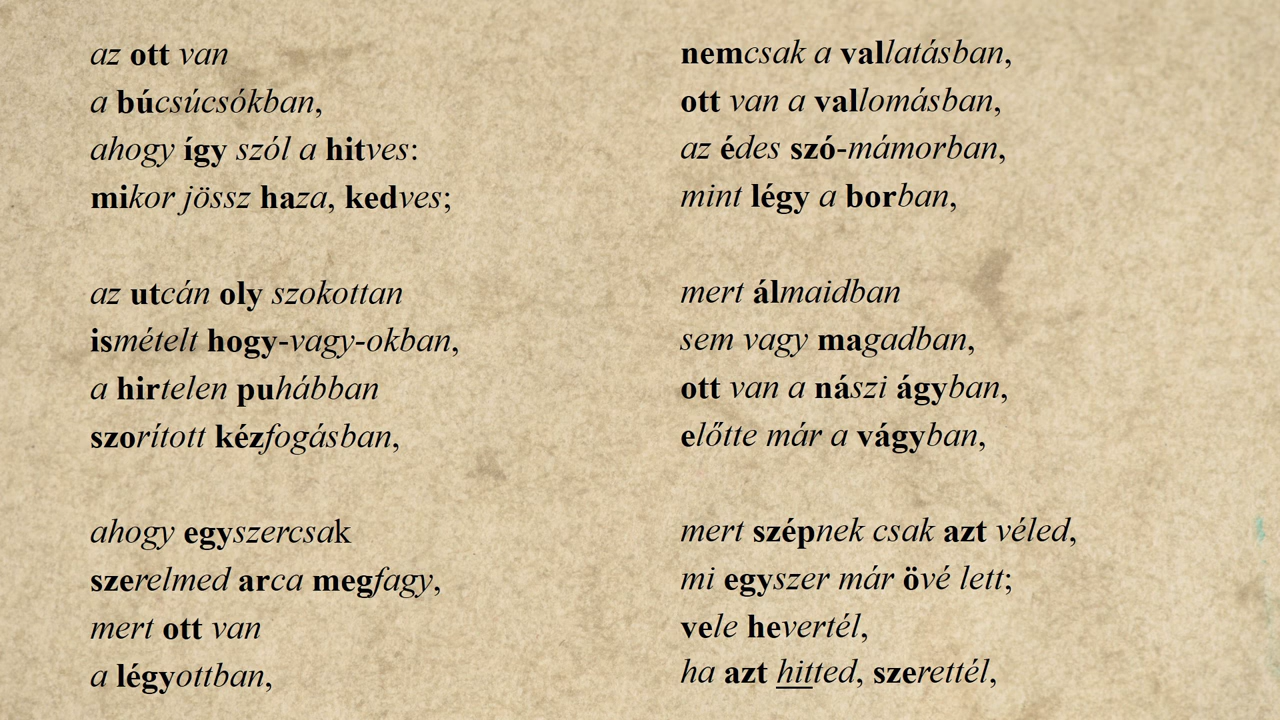 az ott van
a búcsúcsókban,
ahogy így szól a hitves:
mikor jössz haza, kedves;
az utcán oly szokottan
ismételt hogy-vagy-okban,
a hirtelen puhábban
szorított kézfogásban,
ahogy egyszercsak
szerelmed arca megfagy,
mert ott van
a légyottban,
nemcsak a vallatásban,
ott van a vallomásban,
az édes szó-mámorban,
mint légy a borban,
mert álmaidban
sem vagy magadban,
ott van a nászi ágyban,
előtte már a vágyban,
mert szépnek csak azt véled,
mi egyszer már övé lett;
vele hevertél,
ha azt hitted, szerettél,